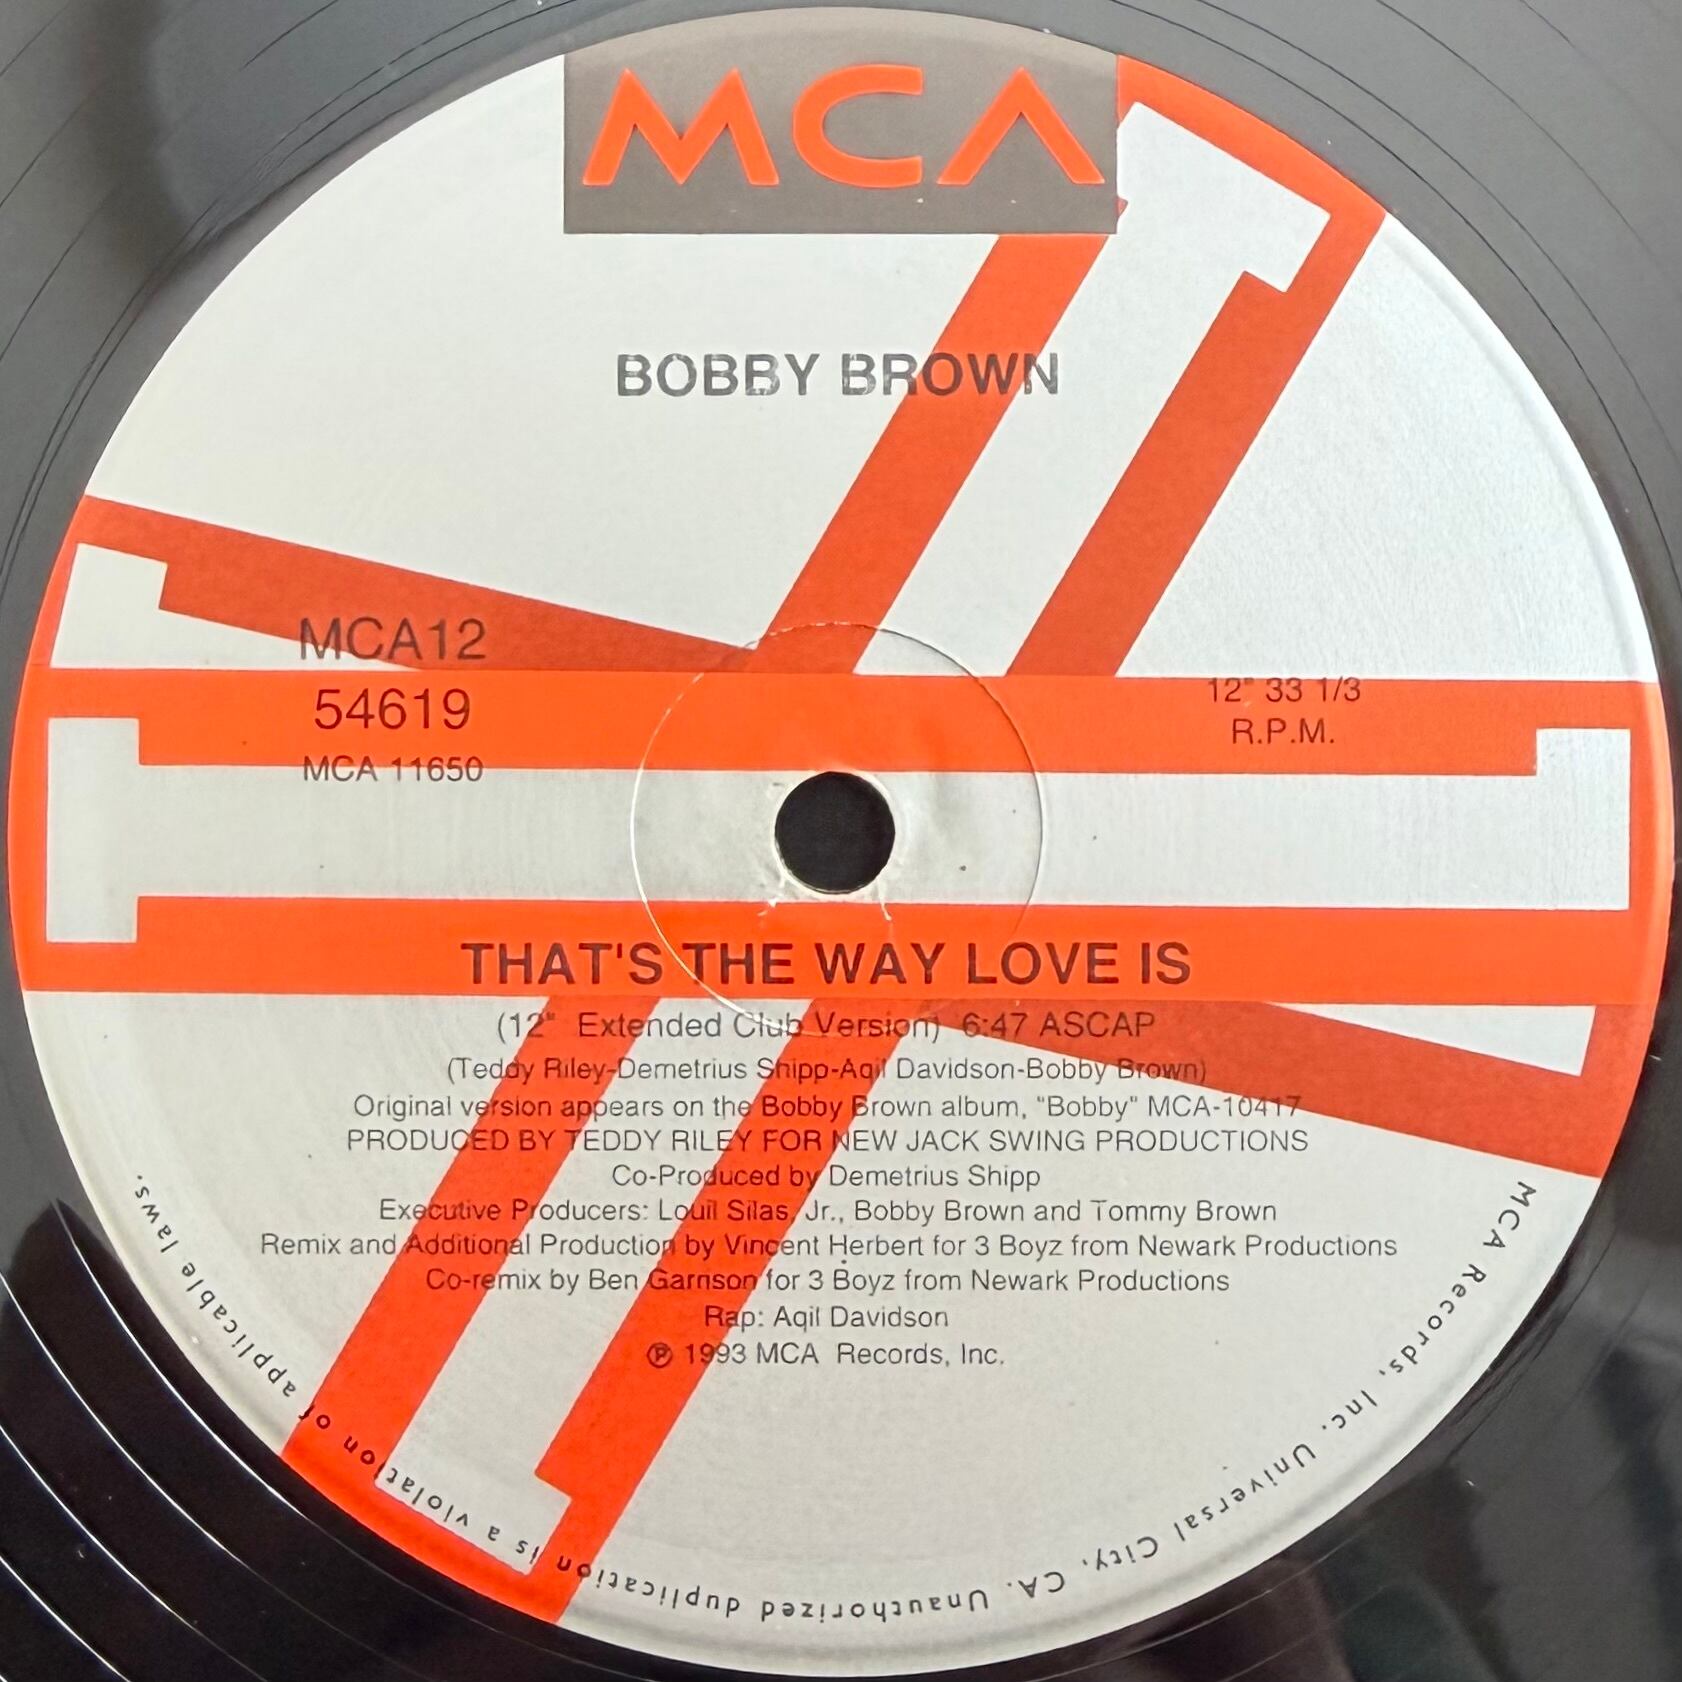 MCA
BOBBY BROWN
MCA12
54619
MCA 11650
12" 33 1/3
R.P.M.
THAT'S THE WAY LOVE IS
(12" Extended Club Version) 6:47 ASCAP
(Teddy Riley-Demetrius Shipp-Aqil Davidson-Bobby Brown)
Original version appears on the Bobby Brown album, "Bobby" MCA-10417
PRODUCED BY TEDDY RILEY FOR NEW JACK SWING PRODUCTIONS
Co-Produced by Demetrius Shipp
Executive Producers: Louil Silas, Jr., Bobby Brown and Tommy Brown
Remix and Additional Production by Vincent Herbert for 3 Boyz from Newark Productions
Co-remix by Ben Garrison for 3 Boyz from Newark Productions
Rap: Aqil Davidson
℗ 1993 MCA Records, Inc.
MCA Records, Inc. Universal City, CA. Unauthorized duplication is a violation of applicable laws.